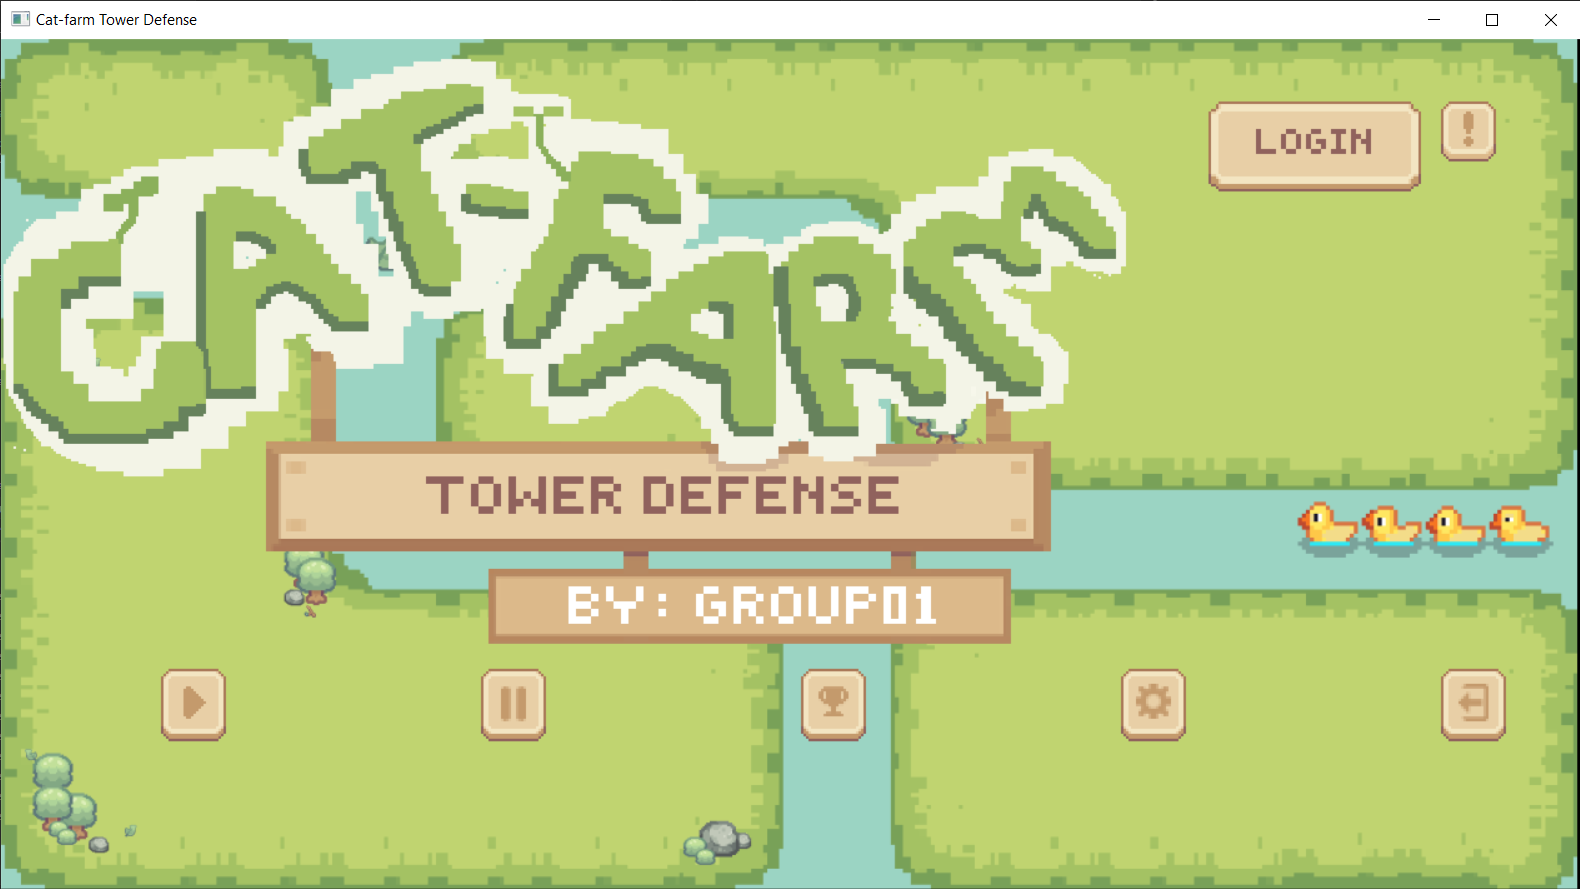 Cat-farm Tower Defense
CAT-FARM
LOGIN
!
TOWER DEFENSE
BY: GROUP01